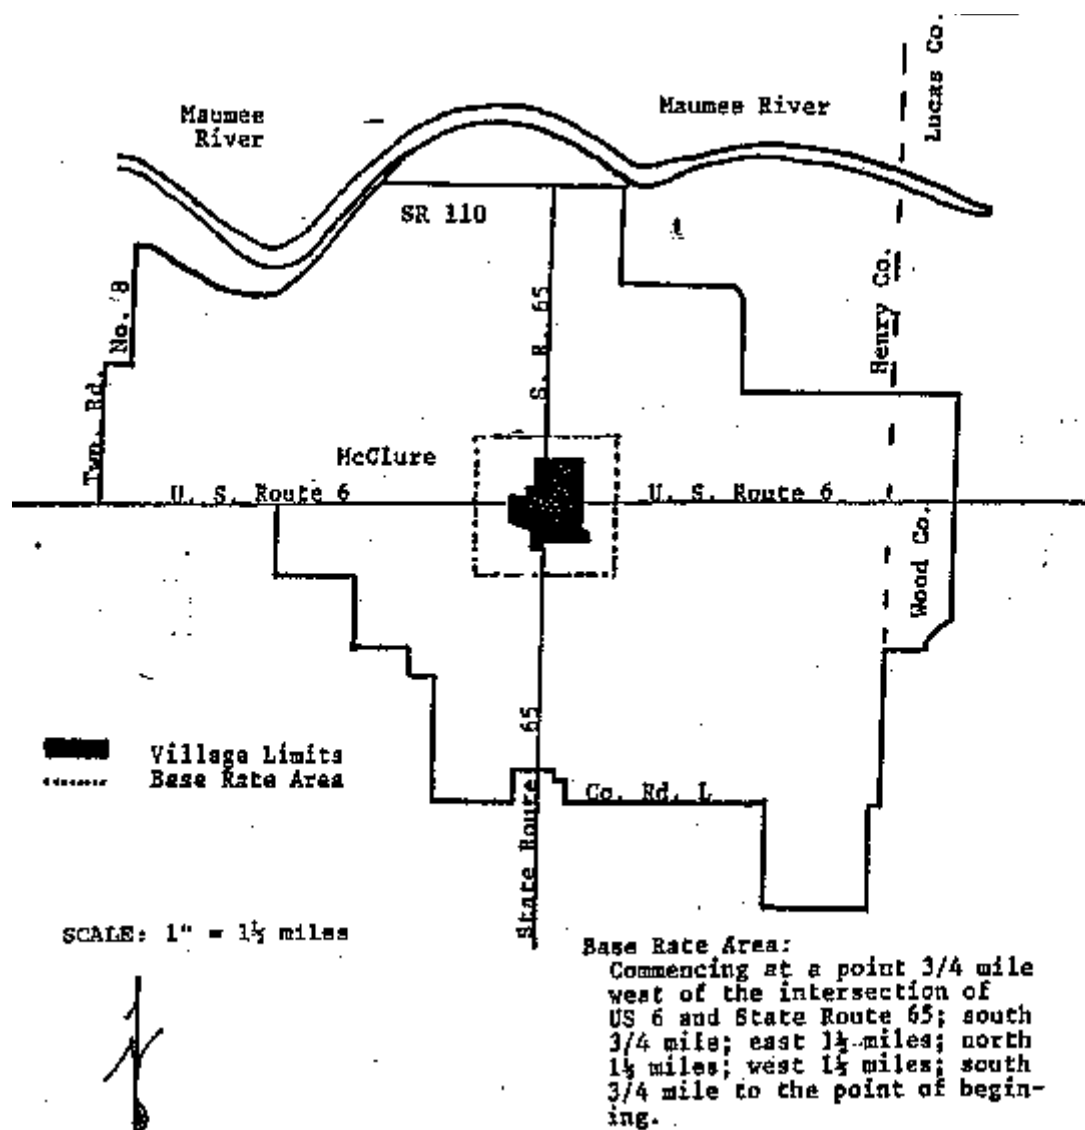 Lucas Co.
Maumee
River
Maumee River
SR 110
S. R. 65
Henry Co.
Twp. Rd. No. 8
McClure
U. S. Route 6
U. S. Route 6
Wood Co.
Village Limits
Base Rate Area
State Route 65
Co. Rd. L
SCALE: 1" = 1½ miles
Base Rate Area:
Commencing at a point 3/4 mile
west of the intersection of
US 6 and State Route 65; south
3/4 mile; east 1½ miles; north
1½ miles; west 1½ miles; south
3/4 mile to the point of begin-
ing.